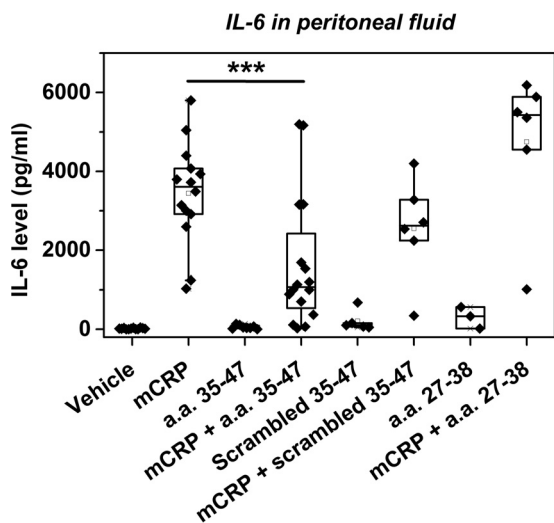 IL-6 in peritoneal fluid
***
IL-6 level (pg/ml)
6000
4000
2000
0
Vehicle
mCRP
a.a. 35-47
mCRP + a.a. 35-47
Scrambled 35-47
mCRP + scrambled 35-47
a.a. 27-38
mCRP + a.a. 27-38